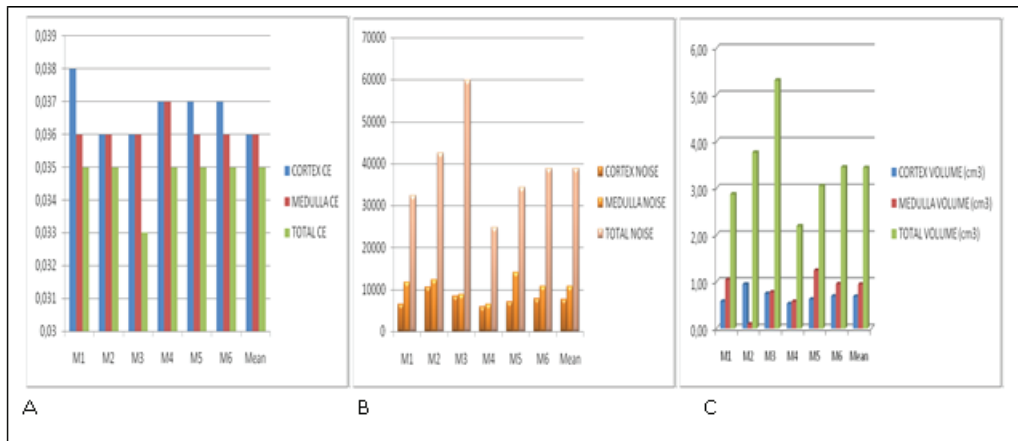 0,039
0,038
0,037
0,036
0,035
0,034
0,033
0,032
0,031
0,03
M1 M2 M3 M4 M5 M6 Mean
CORTEX CE
MEDULLA CE
TOTAL CE
A
70000
60000
50000
40000
30000
20000
10000
0
M1 M2 M3 M4 M5 M6 Mean
CORTEX NOISE
MEDULLA NOISE
TOTAL NOISE
B
6,00
5,00
4,00
3,00
2,00
1,00
0,00
M1 M2 M3 M4 M5 M6 Mean
CORTEX VOLUME (cm3)
MEDULLA VOLUME (cm3)
TOTAL VOLUME (cm3)
C